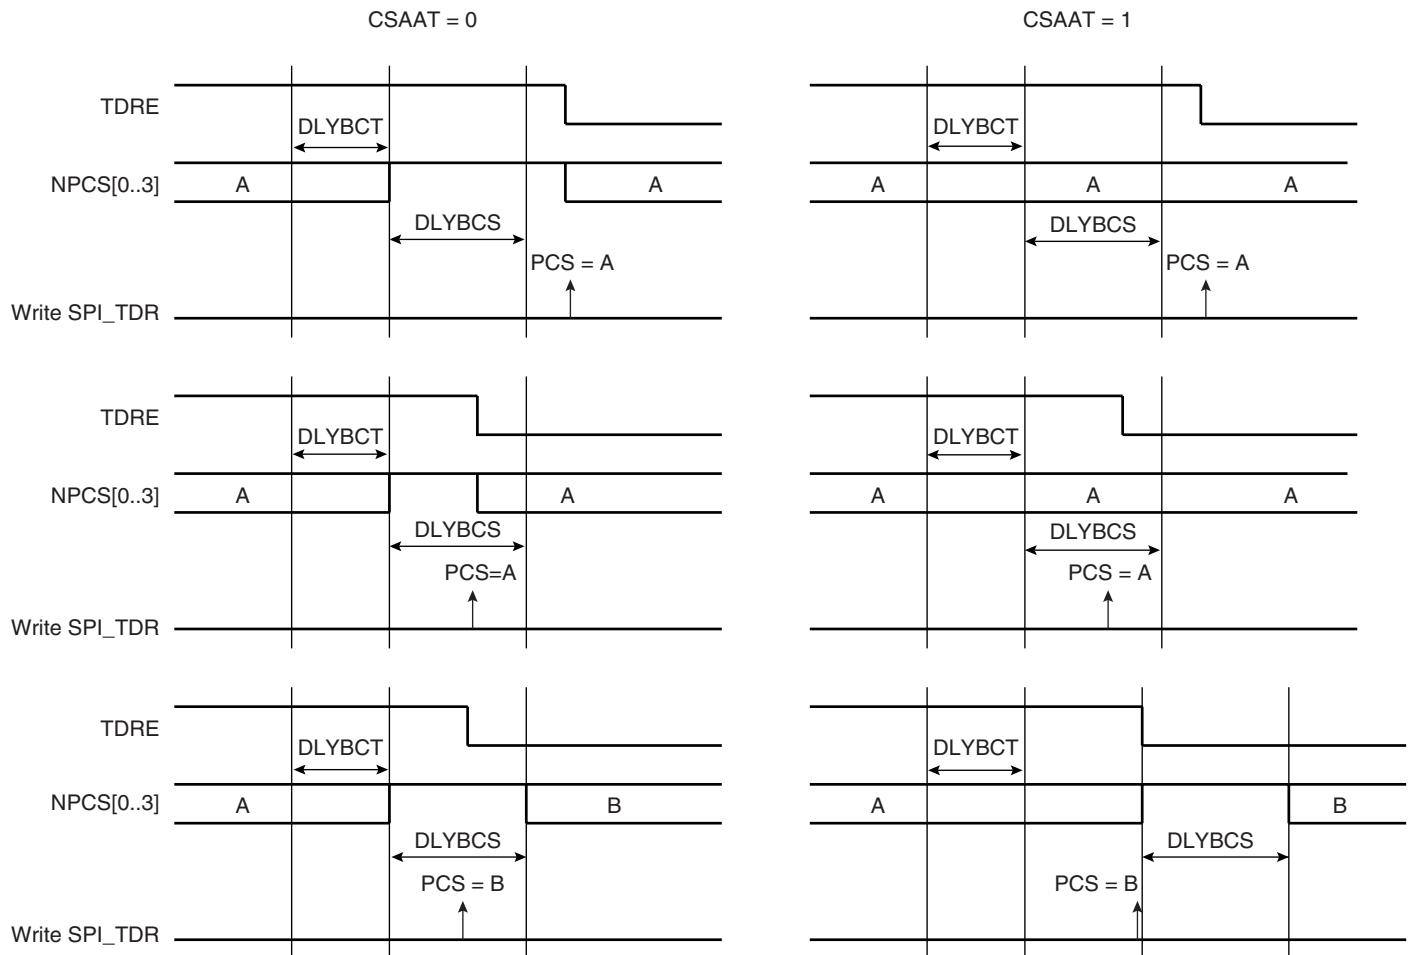 CSAAT = 0
CSAAT = 1
TDRE
DLYBCT
DLYBCT
NPCS[0..3]
A
A
A
A
A
DLYBCS
DLYBCS
PCS = A
PCS = A
Write SPI_TDR
TDRE
DLYBCT
DLYBCT
NPCS[0..3]
A
A
A
A
A
DLYBCS
DLYBCS
PCS=A
PCS = A
Write SPI_TDR
TDRE
DLYBCT
DLYBCT
NPCS[0..3]
A
B
A
B
DLYBCS
DLYBCS
PCS = B
PCS = B
Write SPI_TDR